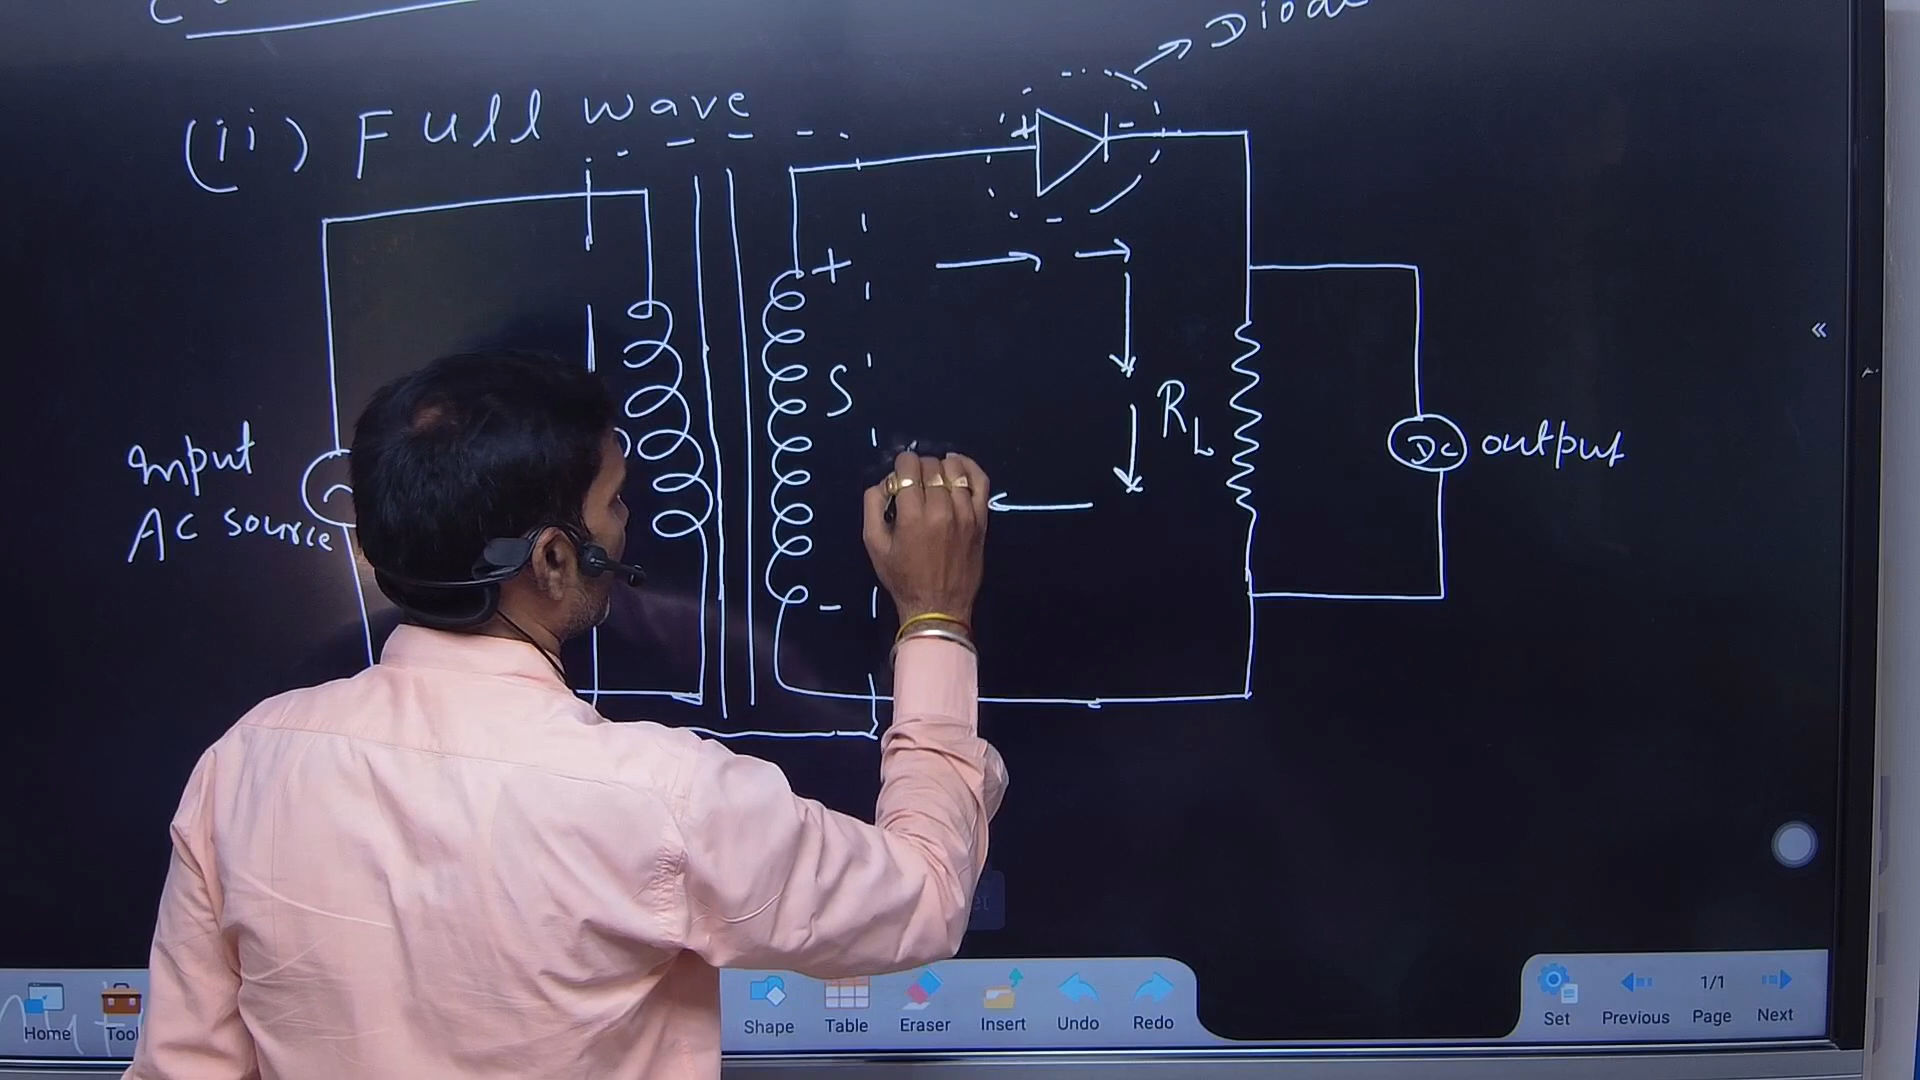 Diode
(ii) Full wave
+ -
+
S
RL
Input
AC source
DC output
-
Home
Shape
Table
Eraser
Insert
Undo
Redo
Set
Previous
1/1
Page
Next